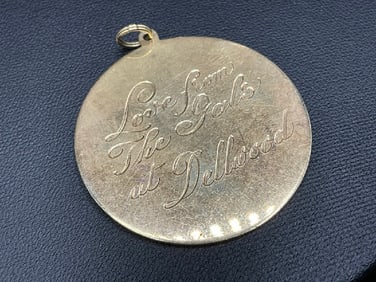 Love from
The Gals
at Dellwood